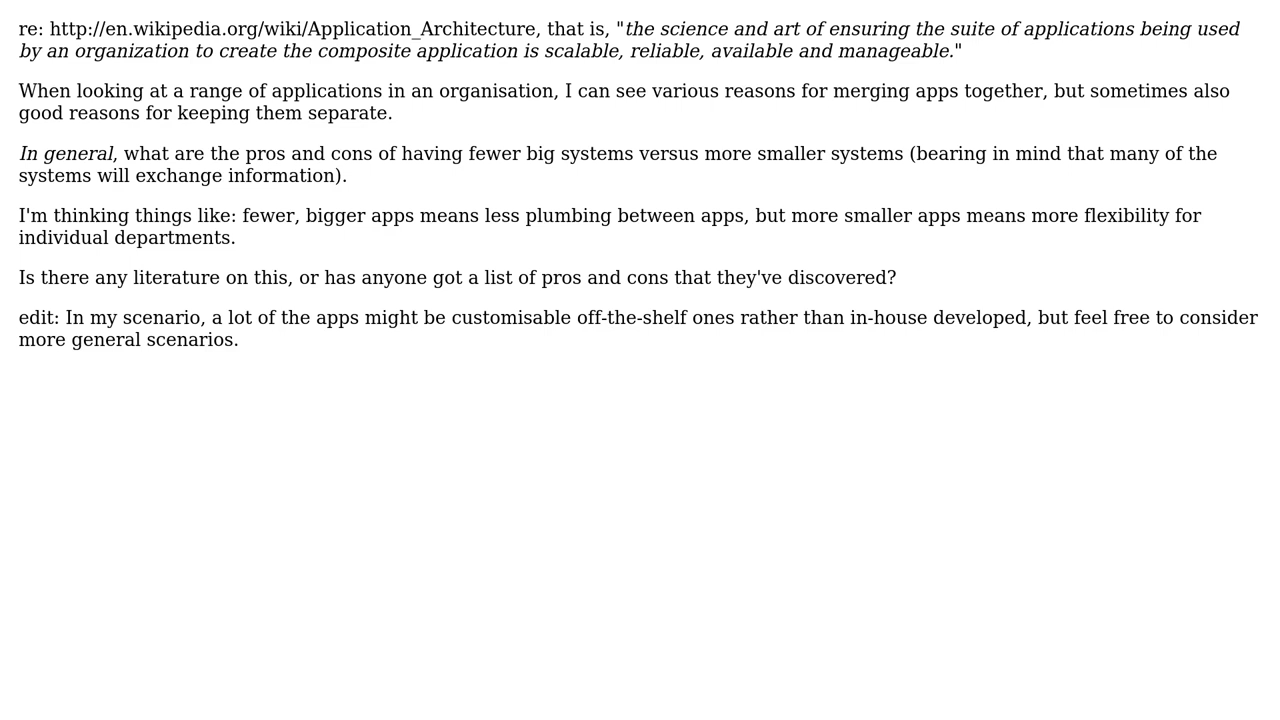 re: http://en.wikipedia.org/wiki/Application_Architecture, that is, "the science and art of ensuring the suite of applications being used
by an organization to create the composite application is scalable, reliable, available and manageable."
When looking at a range of applications in an organisation, I can see various reasons for merging apps together, but sometimes also
good reasons for keeping them separate.
In general, what are the pros and cons of having fewer big systems versus more smaller systems (bearing in mind that many of the
systems will exchange information).
I'm thinking things like: fewer, bigger apps means less plumbing between apps, but more smaller apps means more flexibility for
individual departments.
Is there any literature on this, or has anyone got a list of pros and cons that they've discovered?
edit: In my scenario, a lot of the apps might be customisable off-the-shelf ones rather than in-house developed, but feel free to consider
more general scenarios.